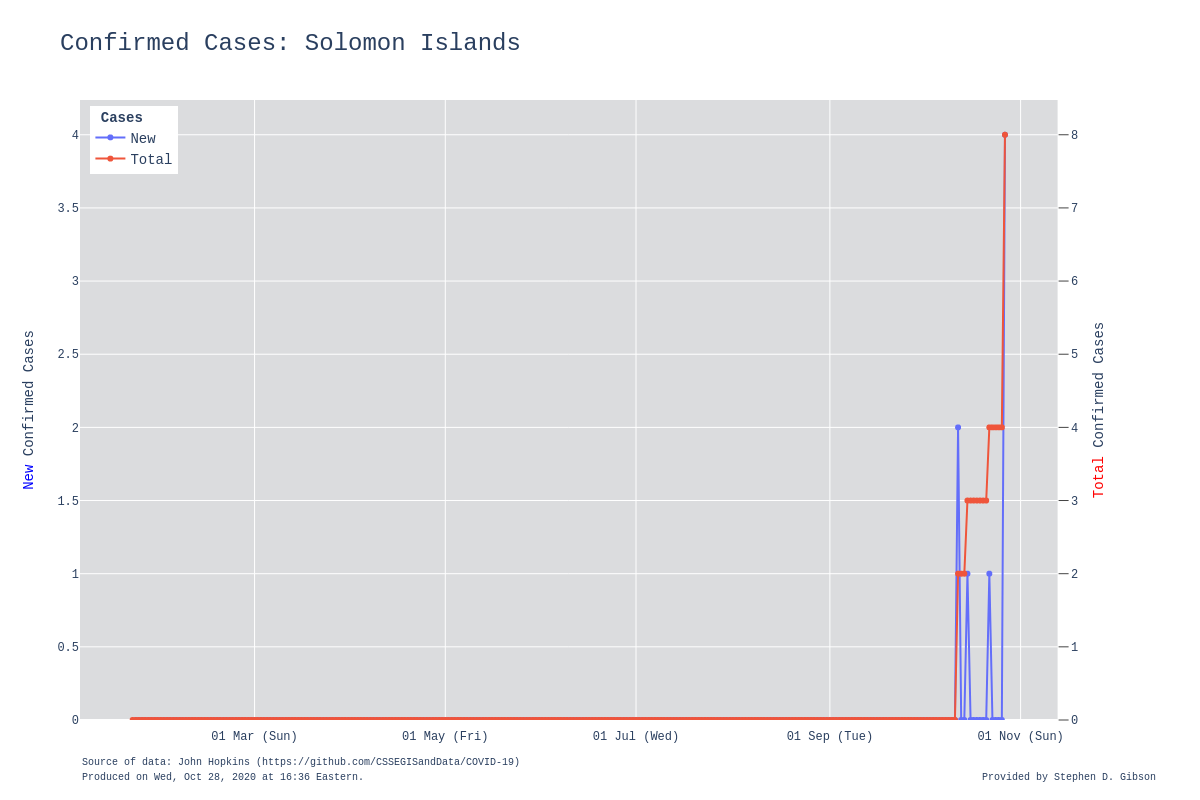 Confirmed Cases: Solomon Islands
Cases
New
Total
4
3.5
3
2.5
2
1.5
1
0.5
0
New Confirmed Cases
8
7
6
5
4
3
2
1
0
Total Confirmed Cases
01 Mar (Sun)
01 May (Fri)
01 Jul (Wed)
01 Sep (Tue)
01 Nov (Sun)
Source of data: John Hopkins (https://github.com/CSSEGISandData/COVID-19)
Produced on Wed, Oct 28, 2020 at 16:36 Eastern.
Provided by Stephen D. Gibson